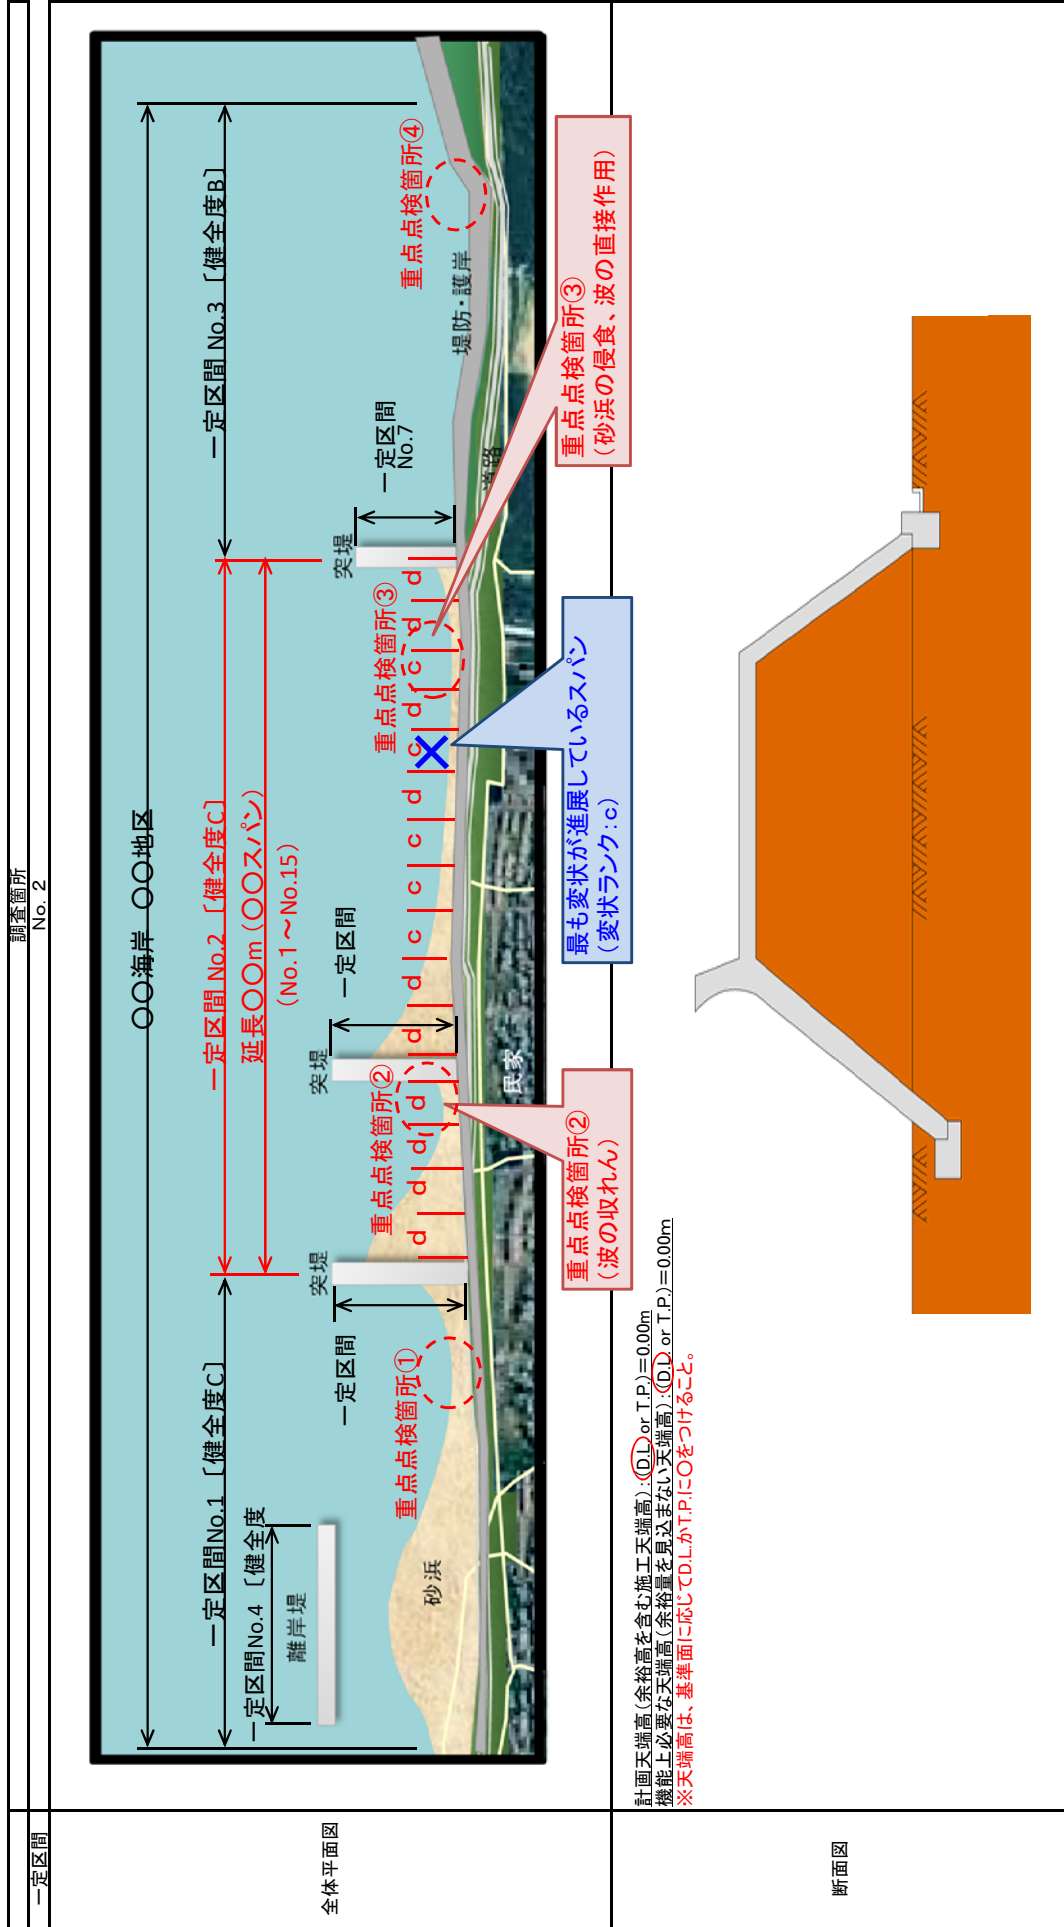 調査箇所
一定区間
No. 2
全体平面図
〇〇海岸　〇〇地区
一定区間No.1［健全度C］
一定区間 No.2［健全度C］
一定区間 No.3［健全度B］
延長〇〇m（〇〇スパン）
（No.1～No.15）
一定区間No.4［健全度
離岸堤
砂浜
突堤
一定区間
重点点検箇所①
突堤
一定区間
重点点検箇所②
突堤
一定区間
No.7
重点点検箇所③
重点点検箇所④
堤防・護岸
道路
民家
d
d
d
d
d
d
c
c
c
d
c
d
c
d
d
重点点検箇所②
（波の収れん）
最も変状が進展しているスパン
（変状ランク：c）
重点点検箇所③
（砂浜の侵食、波の直接作用）
断面図
計画天端高（余裕高を含む施工天端高）：（D.L. or T.P.）＝0.00m
機能上必要な天端高（余裕量を見込まない天端高）：（D.L. or T.P.）＝0.00m
※天端高は、基準面に応じてD.L.かT.P.に〇をつけること。